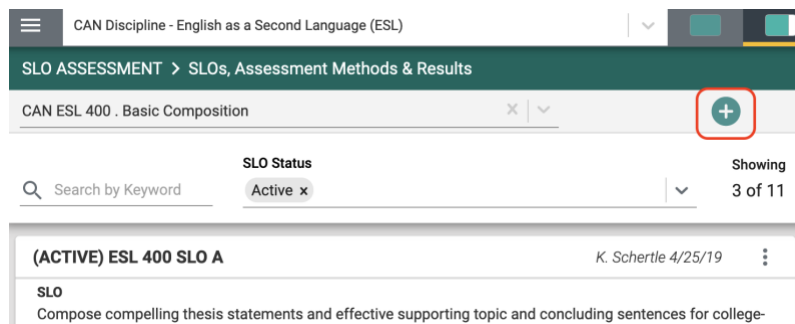 CAN Discipline - English as a Second Language (ESL)
SLO ASSESSMENT > SLOs, Assessment Methods & Results
CAN ESL 400 . Basic Composition
SLO Status
Showing
Search by Keyword
Active ×
3 of 11
(ACTIVE) ESL 400 SLO A
K. Schertle 4/25/19
SLO
Compose compelling thesis statements and effective supporting topic and concluding sentences for college-